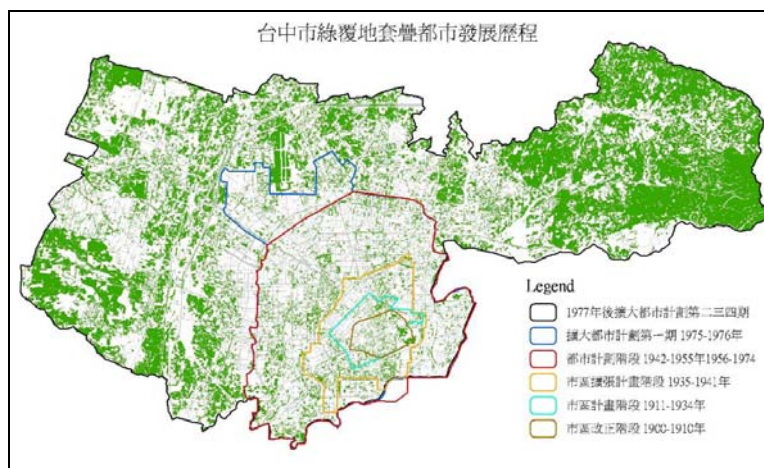 台中市綠覆地套疊都市發展歷程
Legend
1977年後擴大都市計劃第二三四期
擴大都市計劃第一期 1975-1976年
都市計劃階段 1942-1955年1956-1974
市區擴張計畫階段 1935-1941年
市區計畫階段 1911-1934年
市區改正階段 1900-1910年